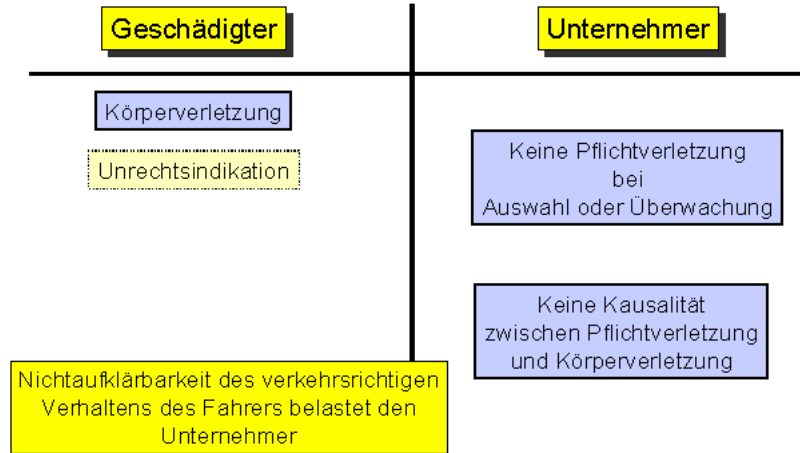 Geschädigter
Unternehmer
Körperverletzung
Unrechtsindikation
Keine Pflichtverletzung
bei
Auswahl oder Überwachung
Keine Kausalität
zwischen Pflichtverletzung
und Körperverletzung
Nichtaufklärbarkeit des verkehrsrichtigen
Verhaltens des Fahrers belastet den
Unternehmer